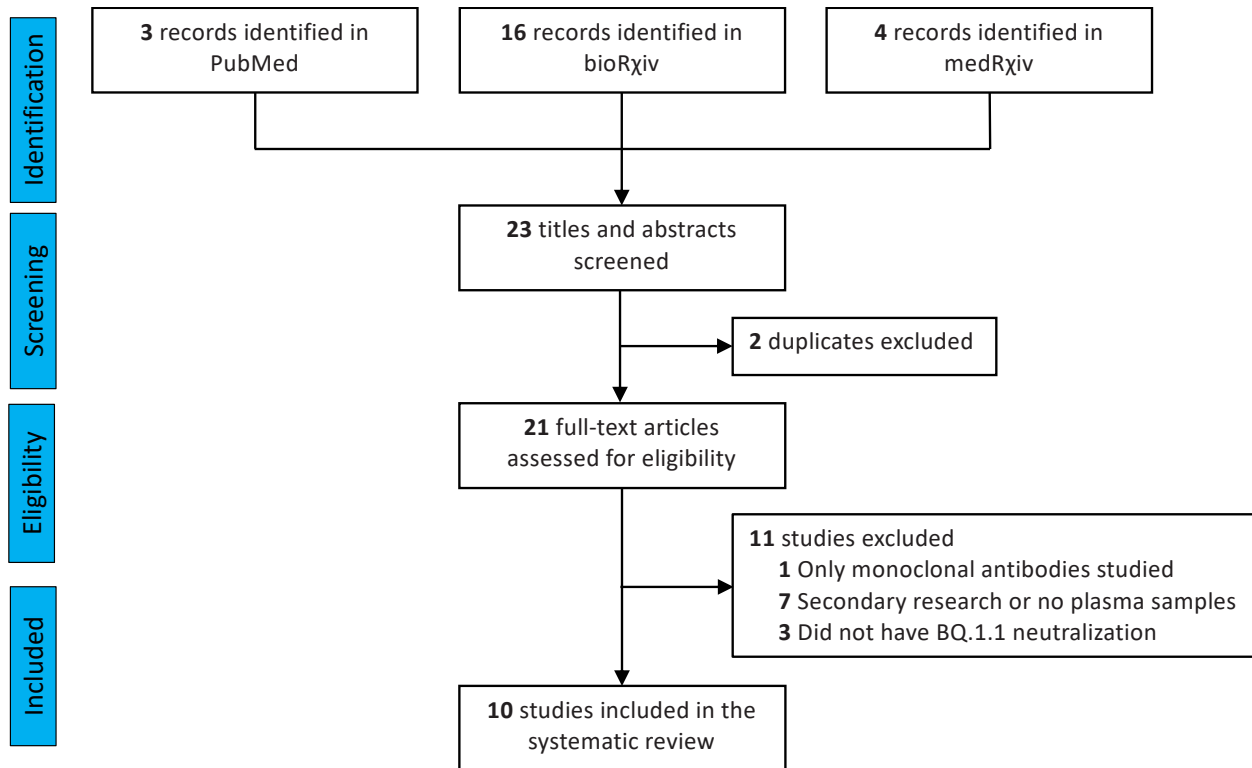 3 records identified in
PubMed
16 records identified in
bioRχiv
4 records identified in
medRχiv
Identification
23 titles and abstracts
screened
Screening
2 duplicates excluded
21 full-text articles
assessed for eligibility
Eligibility
11 studies excluded
1 Only monoclonal antibodies studied
7 Secondary research or no plasma samples
3 Did not have BQ.1.1 neutralization
Included
10 studies included in the
systematic review